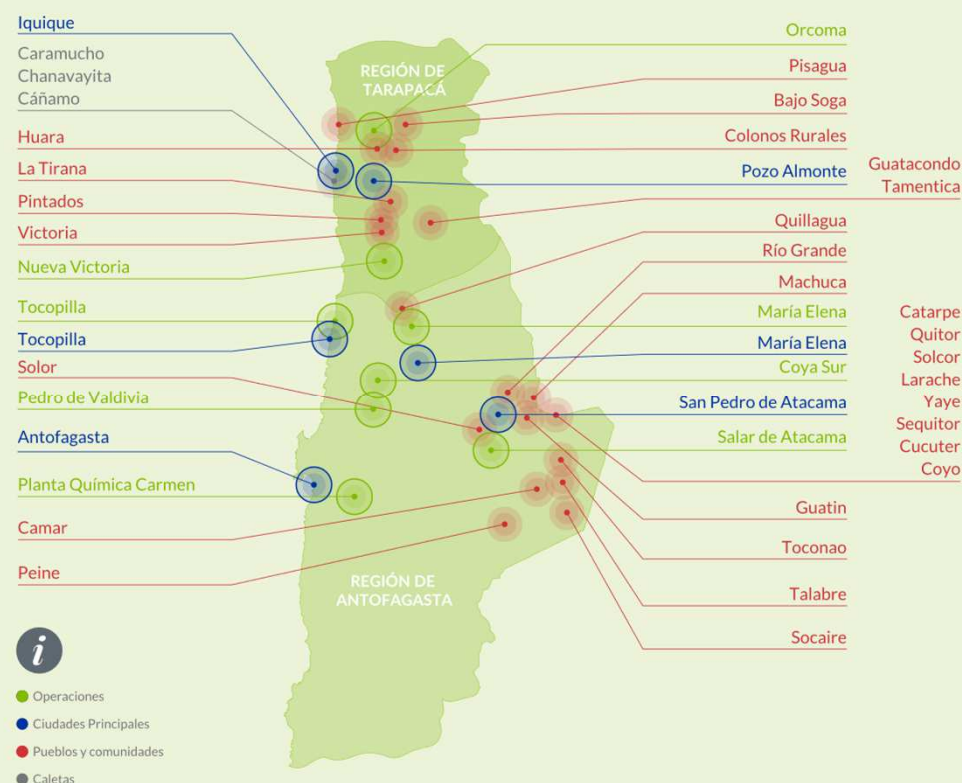 Iquique
Caramucho
Chanavayita
Cáñamo
Huara
La Tirana
Pintados
Victoria
Nueva Victoria
Tocopilla
Tocopilla
Solor
Pedro de Valdivia
Antofagasta
Planta Química Carmen
Camar
Peine
REGIÓN DE
TARAPACÁ
REGIÓN DE
ANTOFAGASTA
Orcoma
Pisagua
Bajo Soga
Colonos Rurales
Pozo Almonte
Guatacondo
Tamentica
Quillagua
Río Grande
Machuca
María Elena
María Elena
Coya Sur
San Pedro de Atacama
Salar de Atacama
Catarpe
Quitor
Solcor
Larache
Yaye
Sequitor
Cucuter
Coyo
Guatin
Toconao
Talabre
Socaire
i
Operaciones
Ciudades Principales
Pueblos y comunidades
Caletas